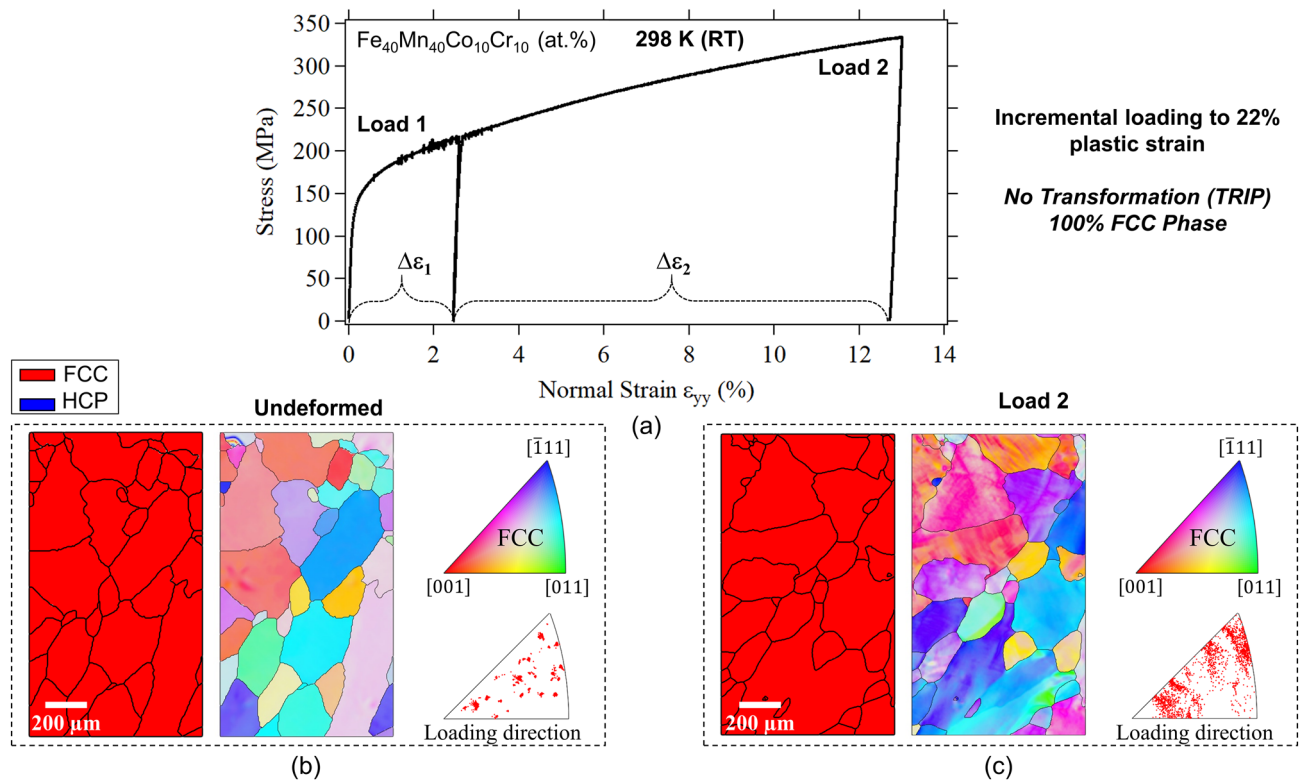 Fe₄₀Mn₄₀Co₁₀Cr₁₀ (at.%) 298 K (RT)
Load 1
Load 2
Δε₁
Δε₂
Stress (MPa)
350
300
250
200
150
100
50
0
0 2 4 6 8 10 12 14
Normal Strain εyy (%)
(a)
Incremental loading to 22%
plastic strain
No Transformation (TRIP)
100% FCC Phase
FCC
HCP
Undeformed
200 µm
[1̄11]
FCC
[001] [011]
Loading direction
(b)
Load 2
200 µm
[1̄11]
FCC
[001] [011]
Loading direction
(c)